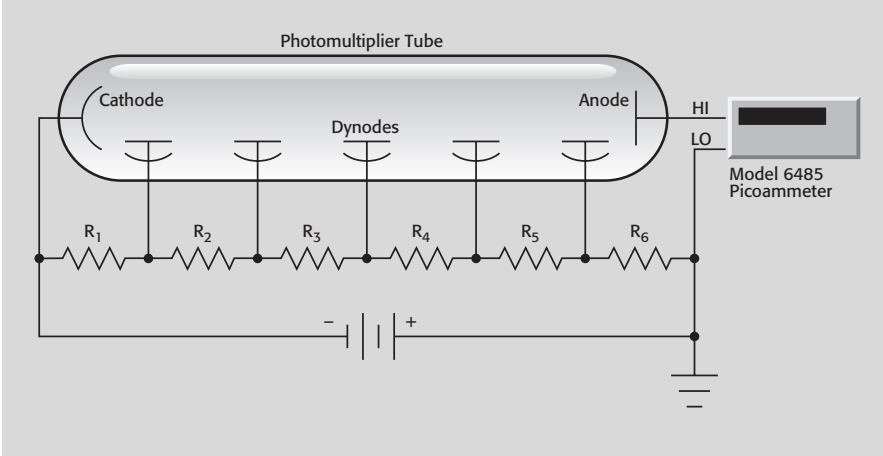 Photomultiplier Tube
Cathode
Anode
Dynodes
HI
LO
Model 6485
Picoammeter
R1
R2
R3
R4
R5
R6
–
+